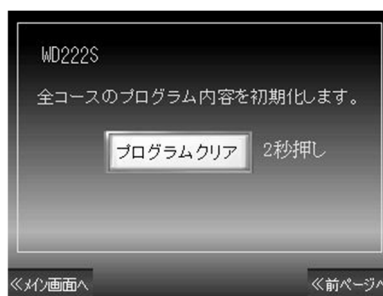 WD222S
全コースのプログラム内容を初期化します。
プログラムクリア 2秒押し
≪メイン画面へ ≪前ページへ